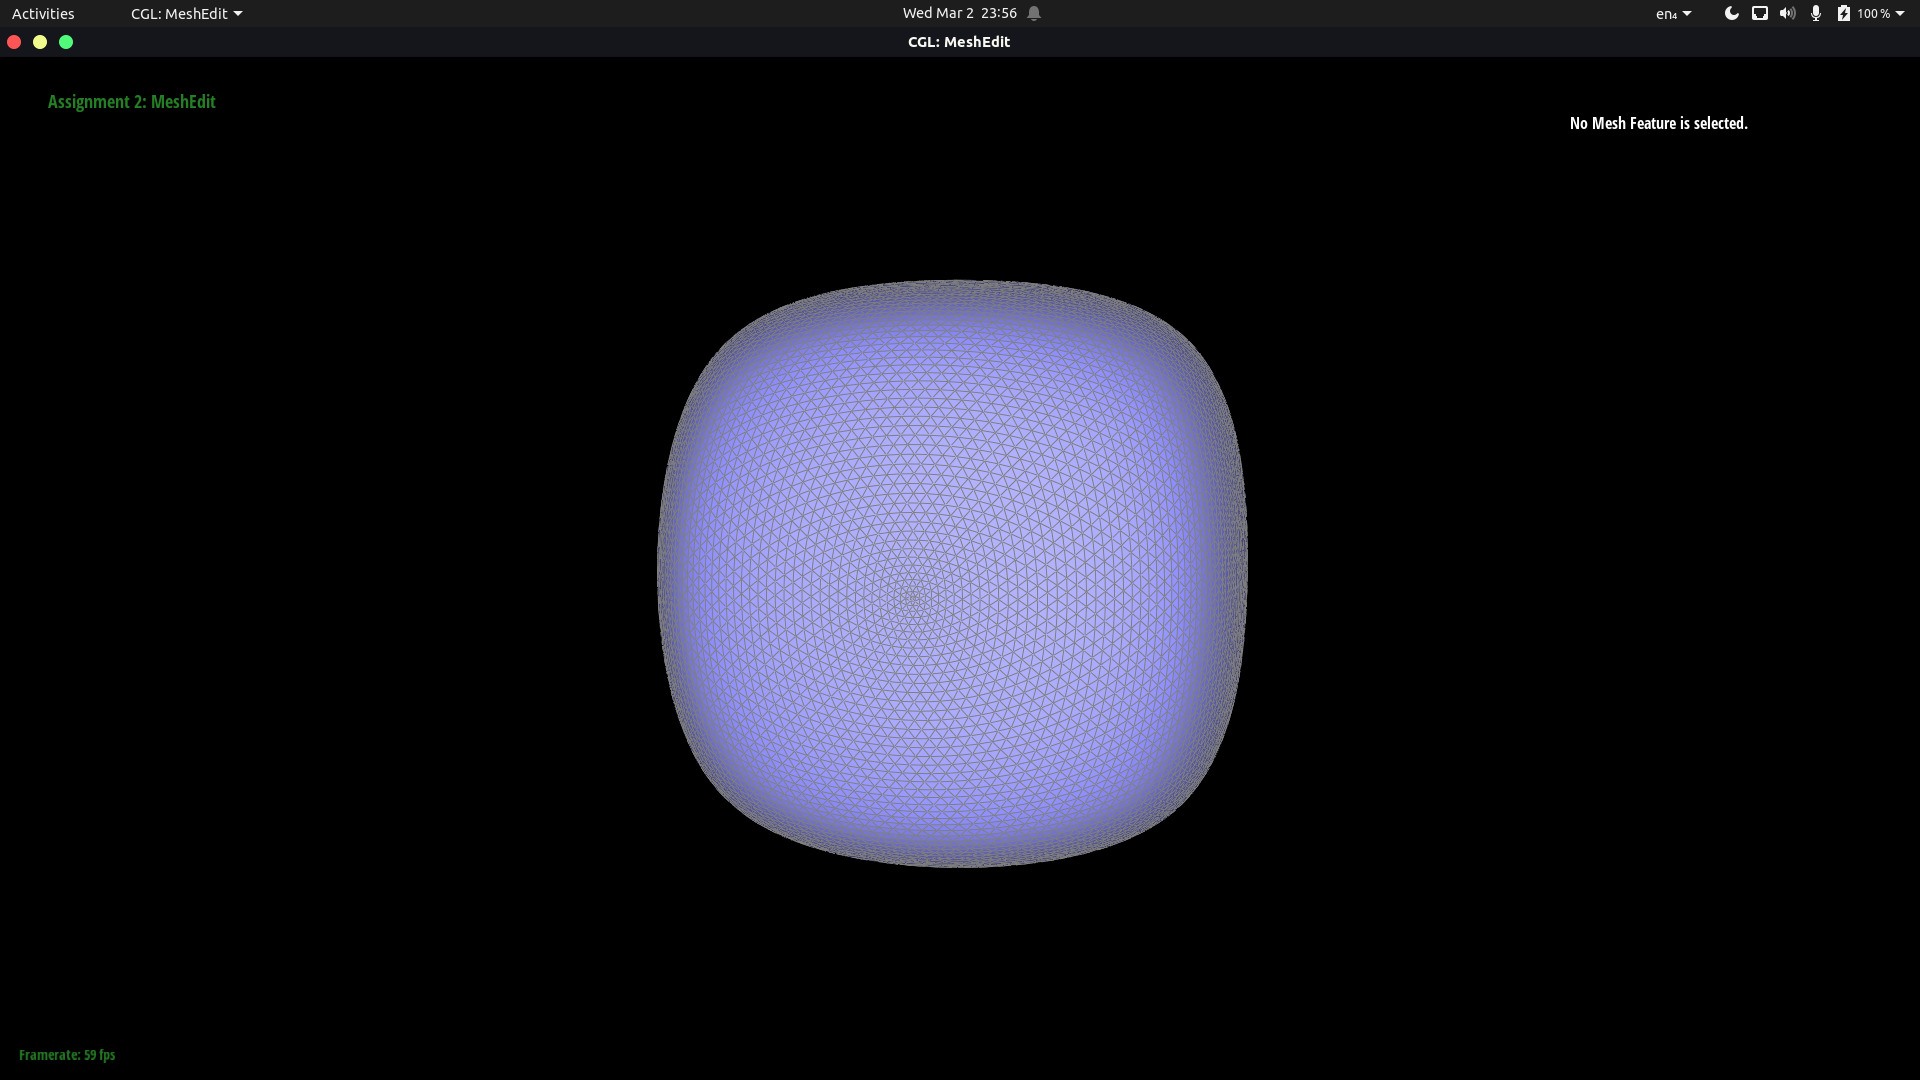 Activities
CGL: MeshEdit
Wed Mar 2 23:56
en₄
100 %
CGL: MeshEdit
Assignment 2: MeshEdit
No Mesh Feature is selected.
Framerate: 59 fps